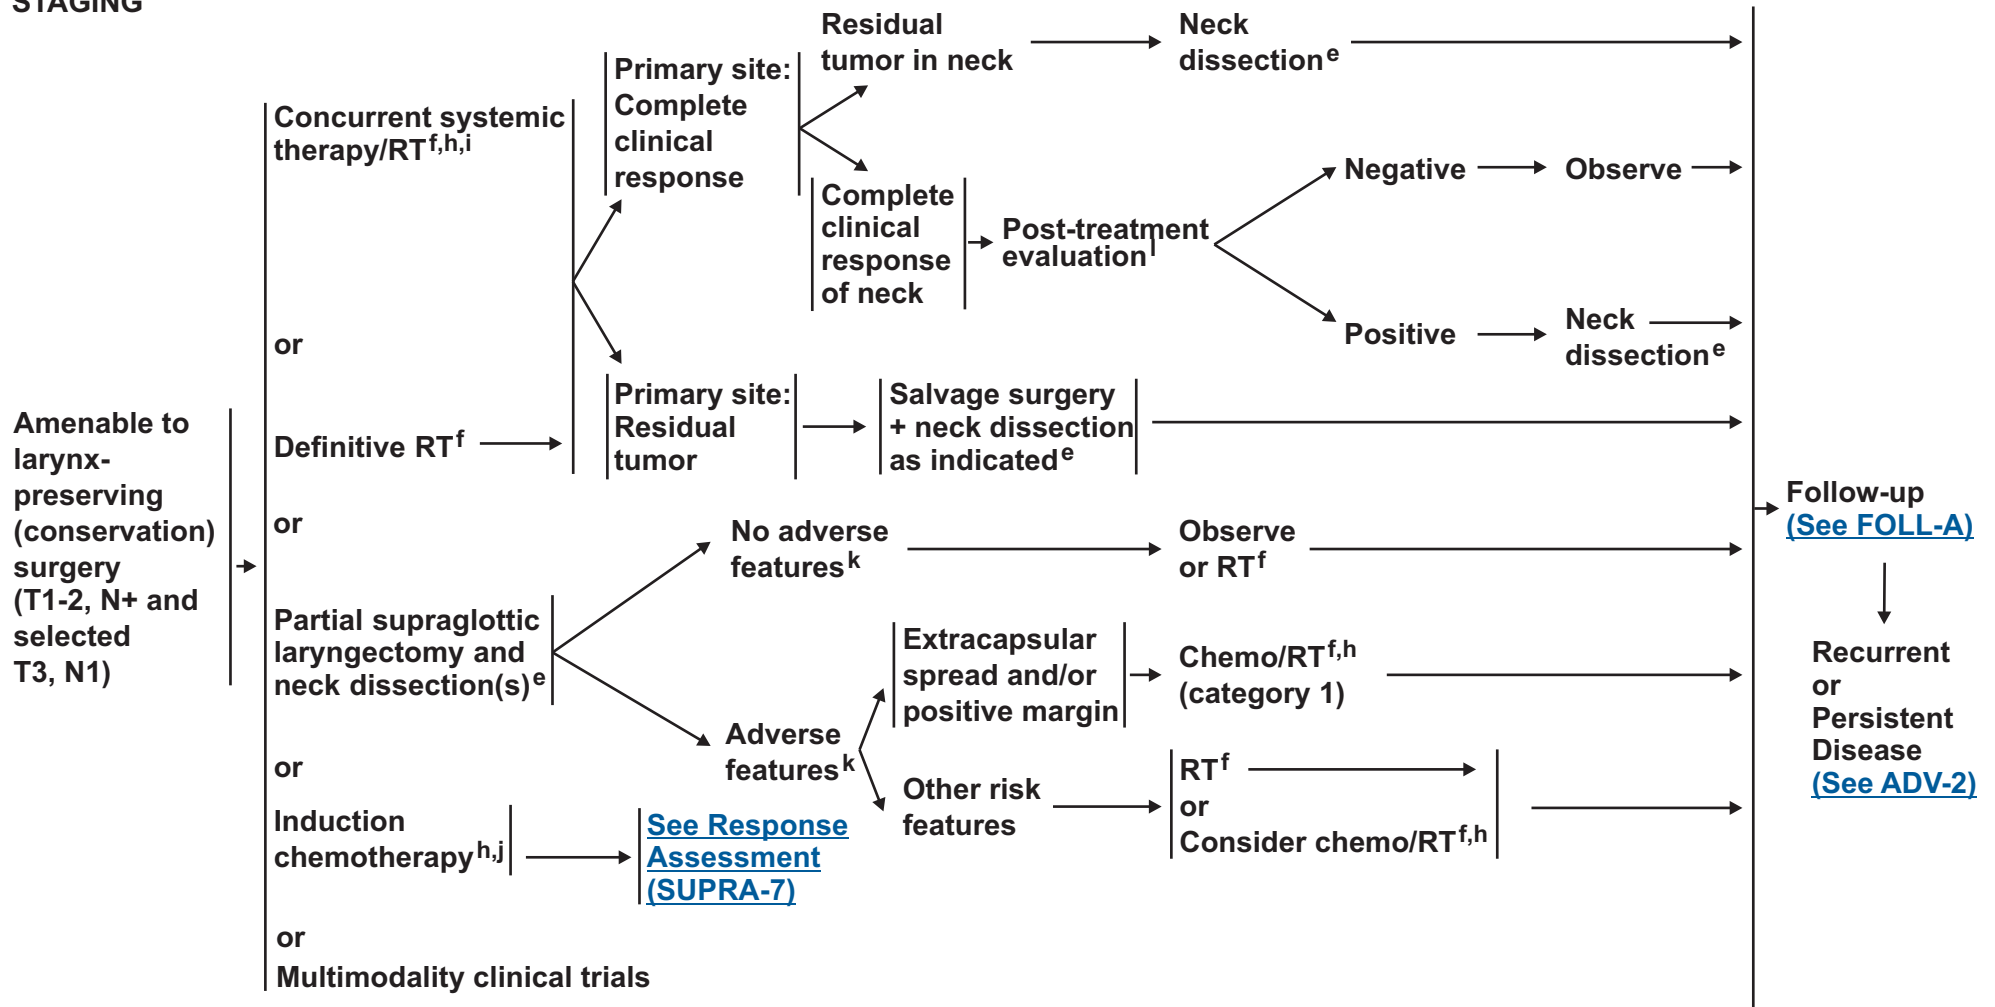 STAGING
Amenable to
larynx-
preserving
(conservation)
surgery
(T1-2, N+ and
selected
T3, N1)
Concurrent systemic
therapy/RTf,h,i
or
Definitive RTf
or
Partial supraglottic
laryngectomy and
neck dissection(s)e
or
Induction
chemotherapyh,j
or
Multimodality clinical trials
Primary site:
Complete
clinical
response
Residual
tumor in neck
Neck
dissectione
Complete
clinical
response
of neck
Post-treatment
evaluationl
Negative
Observe
Positive
Neck
dissectione
Primary site:
Residual
tumor
Salvage surgery
+ neck dissection
as indicatede
No adverse
featuresk
Observe
or RTf
Adverse
featuresk
Extracapsular
spread and/or
positive margin
Chemo/RTf,h
(category 1)
Other risk
features
RTf
or
Consider chemo/RTf,h
See Response
Assessment
(SUPRA-7)
Follow-up
(See FOLL-A)
Recurrent
or
Persistent
Disease
(See ADV-2)